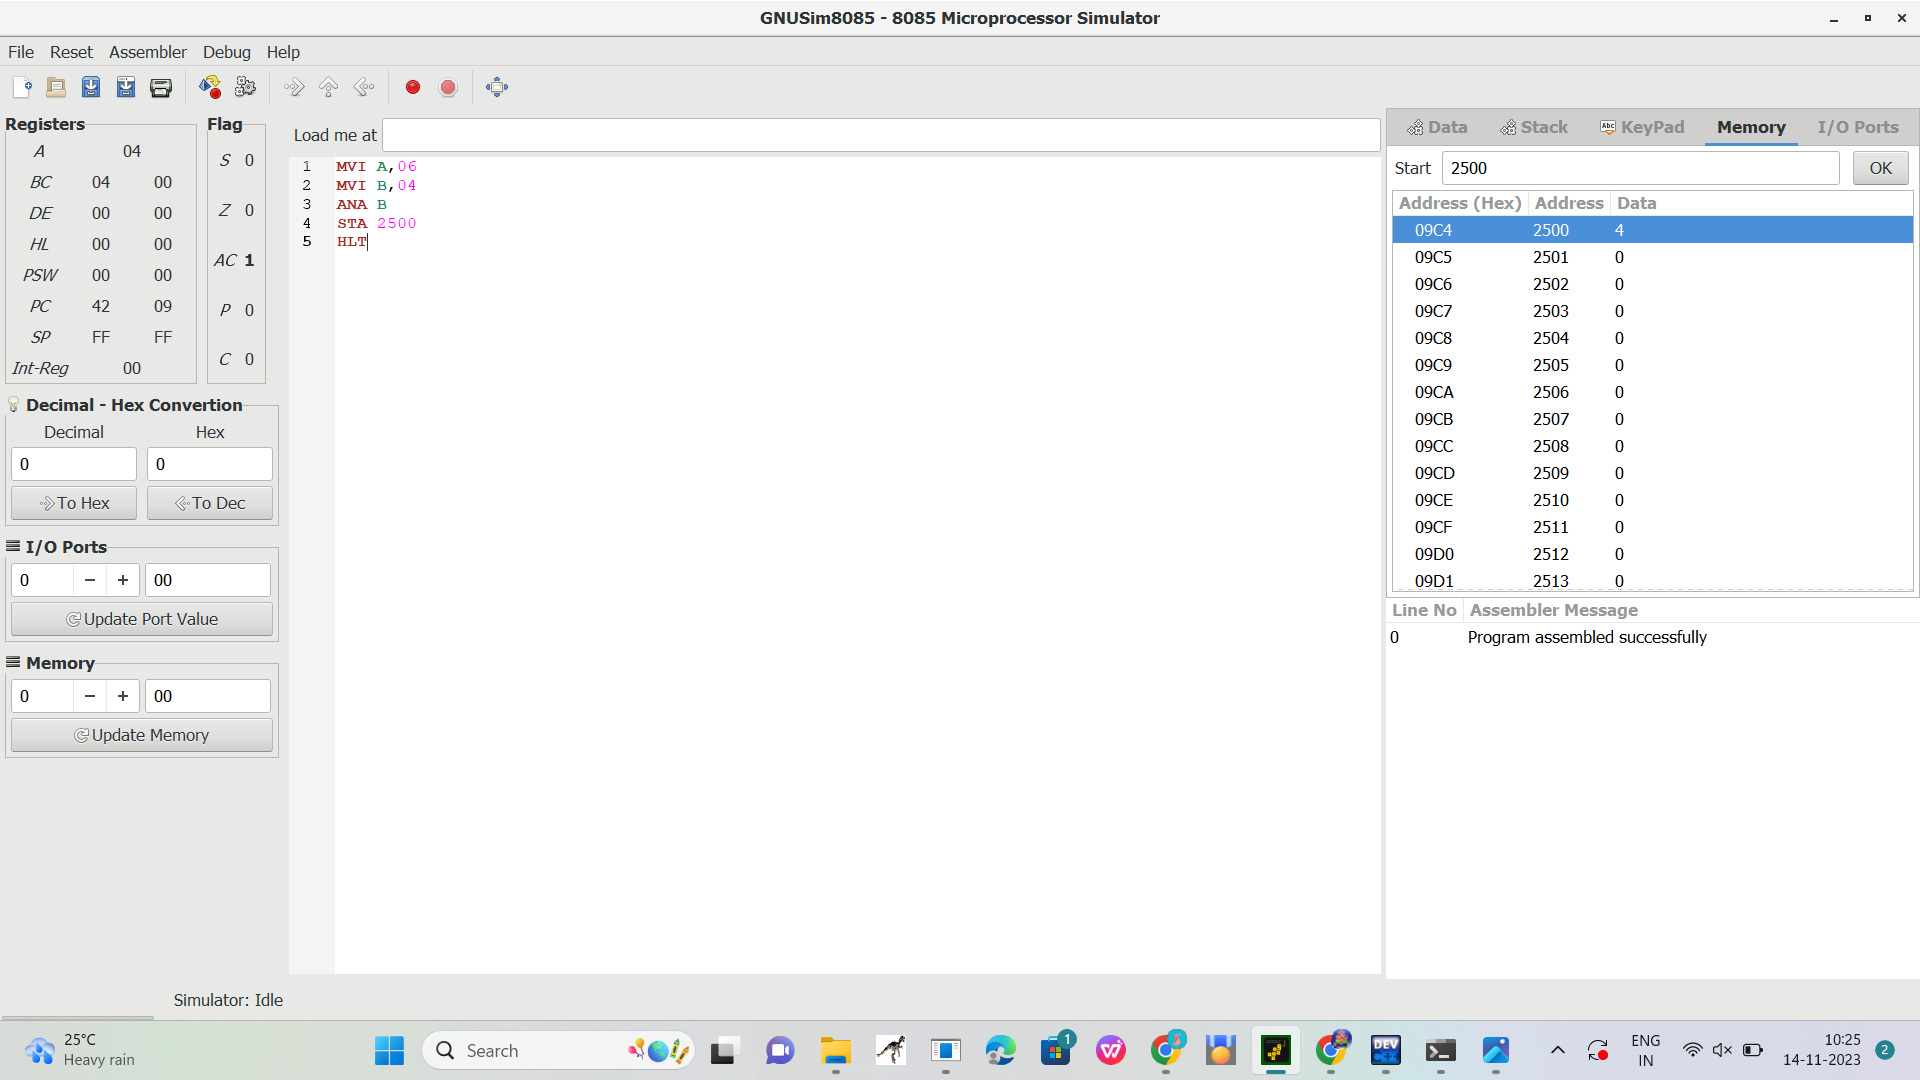 GNUSim8085 - 8085 Microprocessor Simulator
File Reset Assembler Debug Help
Registers
A 04
BC 04 00
DE 00 00
HL 00 00
PSW 00 00
PC 42 09
SP FF FF
Int-Reg 00
Flag
S 0
Z 0
AC 1
P 0
C 0
Decimal - Hex Convertion
Decimal Hex
0 0
To Hex To Dec
I/O Ports
0 − + 00
Update Port Value
Memory
0 − + 00
Update Memory
Load me at
1 MVI A,06
2 MVI B,04
3 ANA B
4 STA 2500
5 HLT
Data Stack Abc KeyPad Memory I/O Ports
Start 2500 OK
Address (Hex) Address Data
09C4 2500 4
09C5 2501 0
09C6 2502 0
09C7 2503 0
09C8 2504 0
09C9 2505 0
09CA 2506 0
09CB 2507 0
09CC 2508 0
09CD 2509 0
09CE 2510 0
09CF 2511 0
09D0 2512 0
09D1 2513 0
Line No Assembler Message
0 Program assembled successfully
Simulator: Idle
25°C
Heavy rain
Search
1
DEV
C++
ENG
IN
10:25
14-11-2023
2